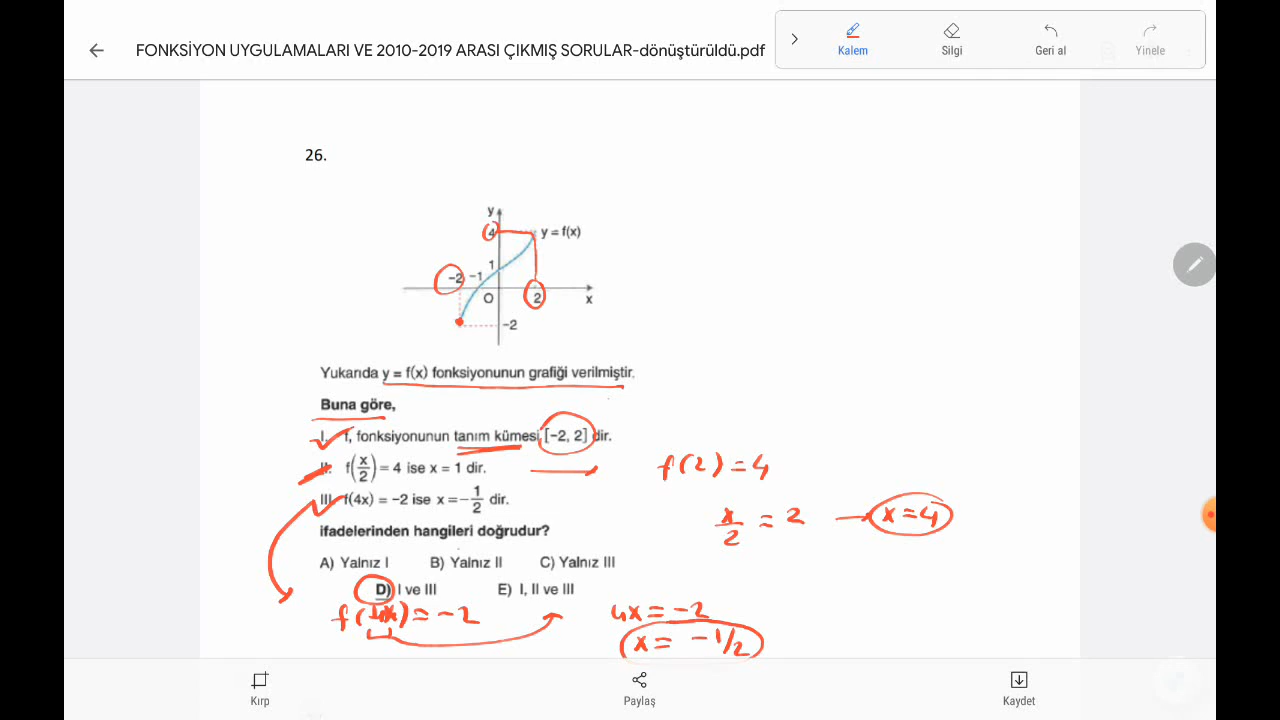 FONKSİYON UYGULAMALARI VE 2010-2019 ARASI ÇIKMIŞ SORULAR-dönüştürüldü.pdf
Kalem
Silgi
Geri al
Yinele
26.
y
4
y = f(x)
1
-2 -1
O
2
x
-2
Yukarıda y = f(x) fonksiyonunun grafiği verilmiştir.
Buna göre,
I. f, fonksiyonunun tanım kümesi, [-2, 2] dir.
II. f(x/2) = 4 ise x = 1 dir.
f(2) = 4
III. f(4x) = -2 ise x = -1/2 dir.
x/2 = 2 → x = 4
ifadelerinden hangileri doğrudur?
A) Yalnız I B) Yalnız II C) Yalnız III
D) I ve III E) I, II ve III
f(4x) = -2
4x = -2
x = -1/2
Kırp
Paylaş
Kaydet